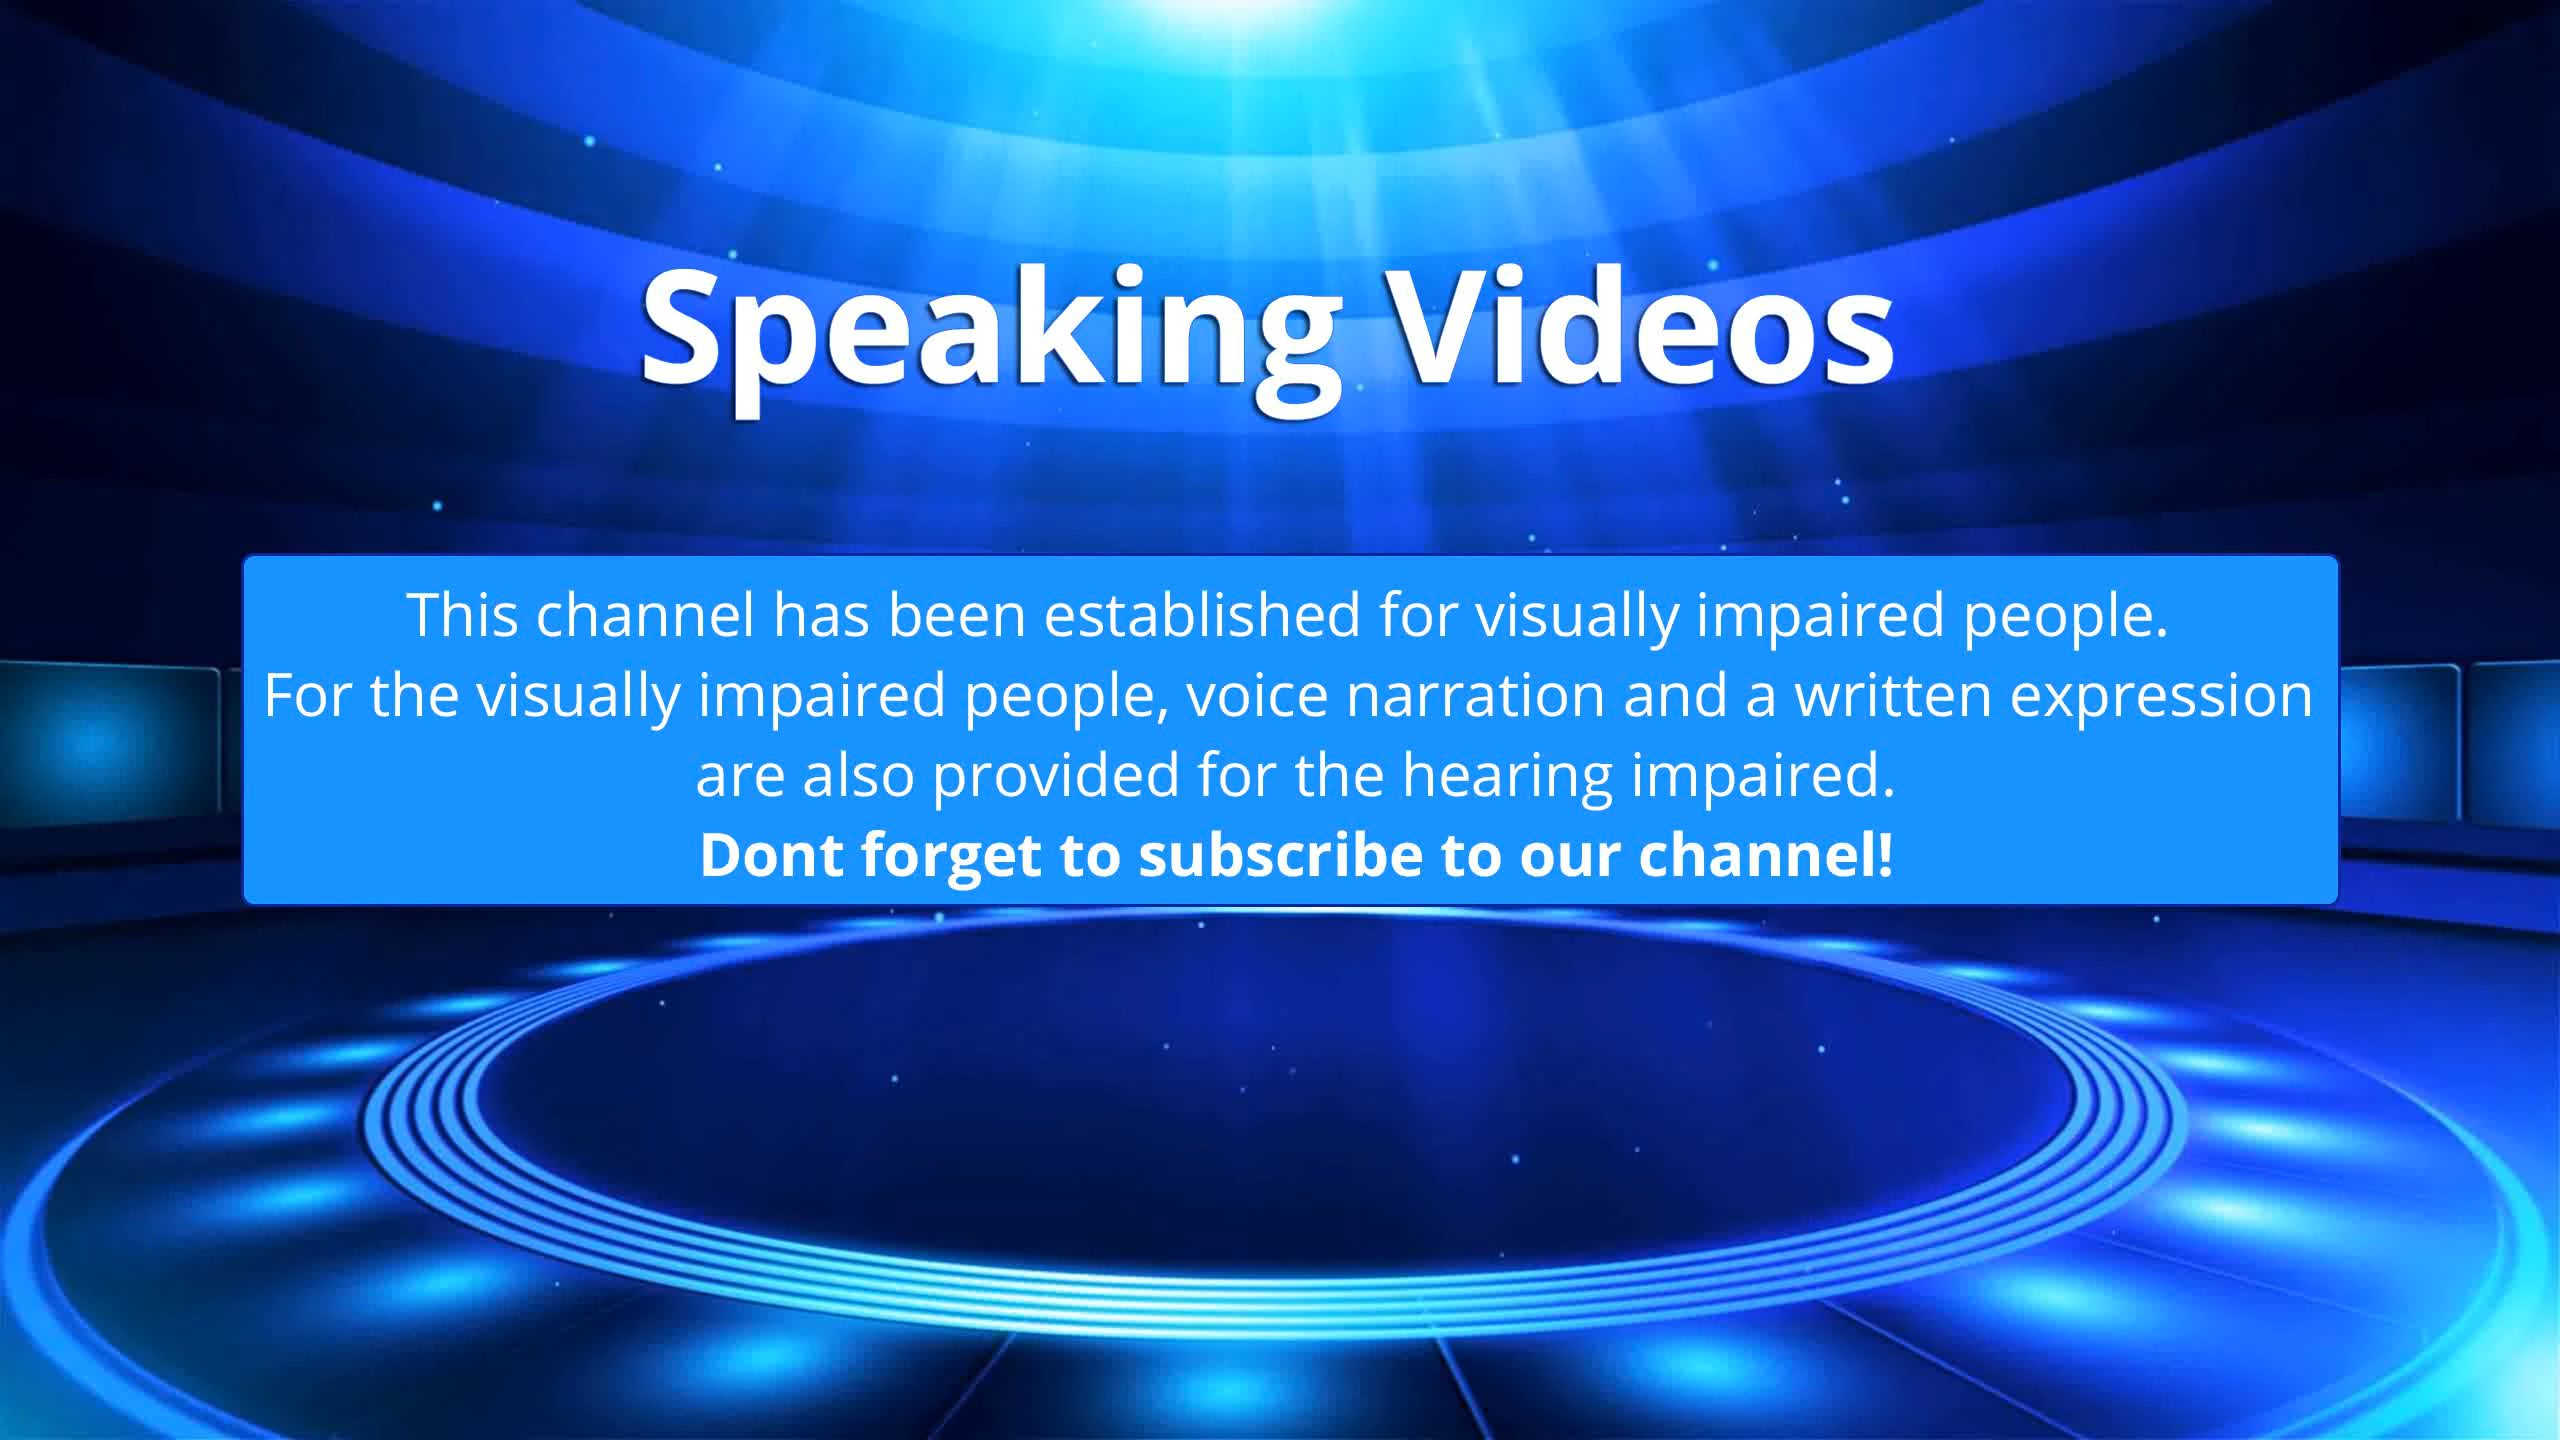 Speaking Videos
This channel has been established for visually impaired people.
For the visually impaired people, voice narration and a written expression
are also provided for the hearing impaired.
Dont forget to subscribe to our channel!